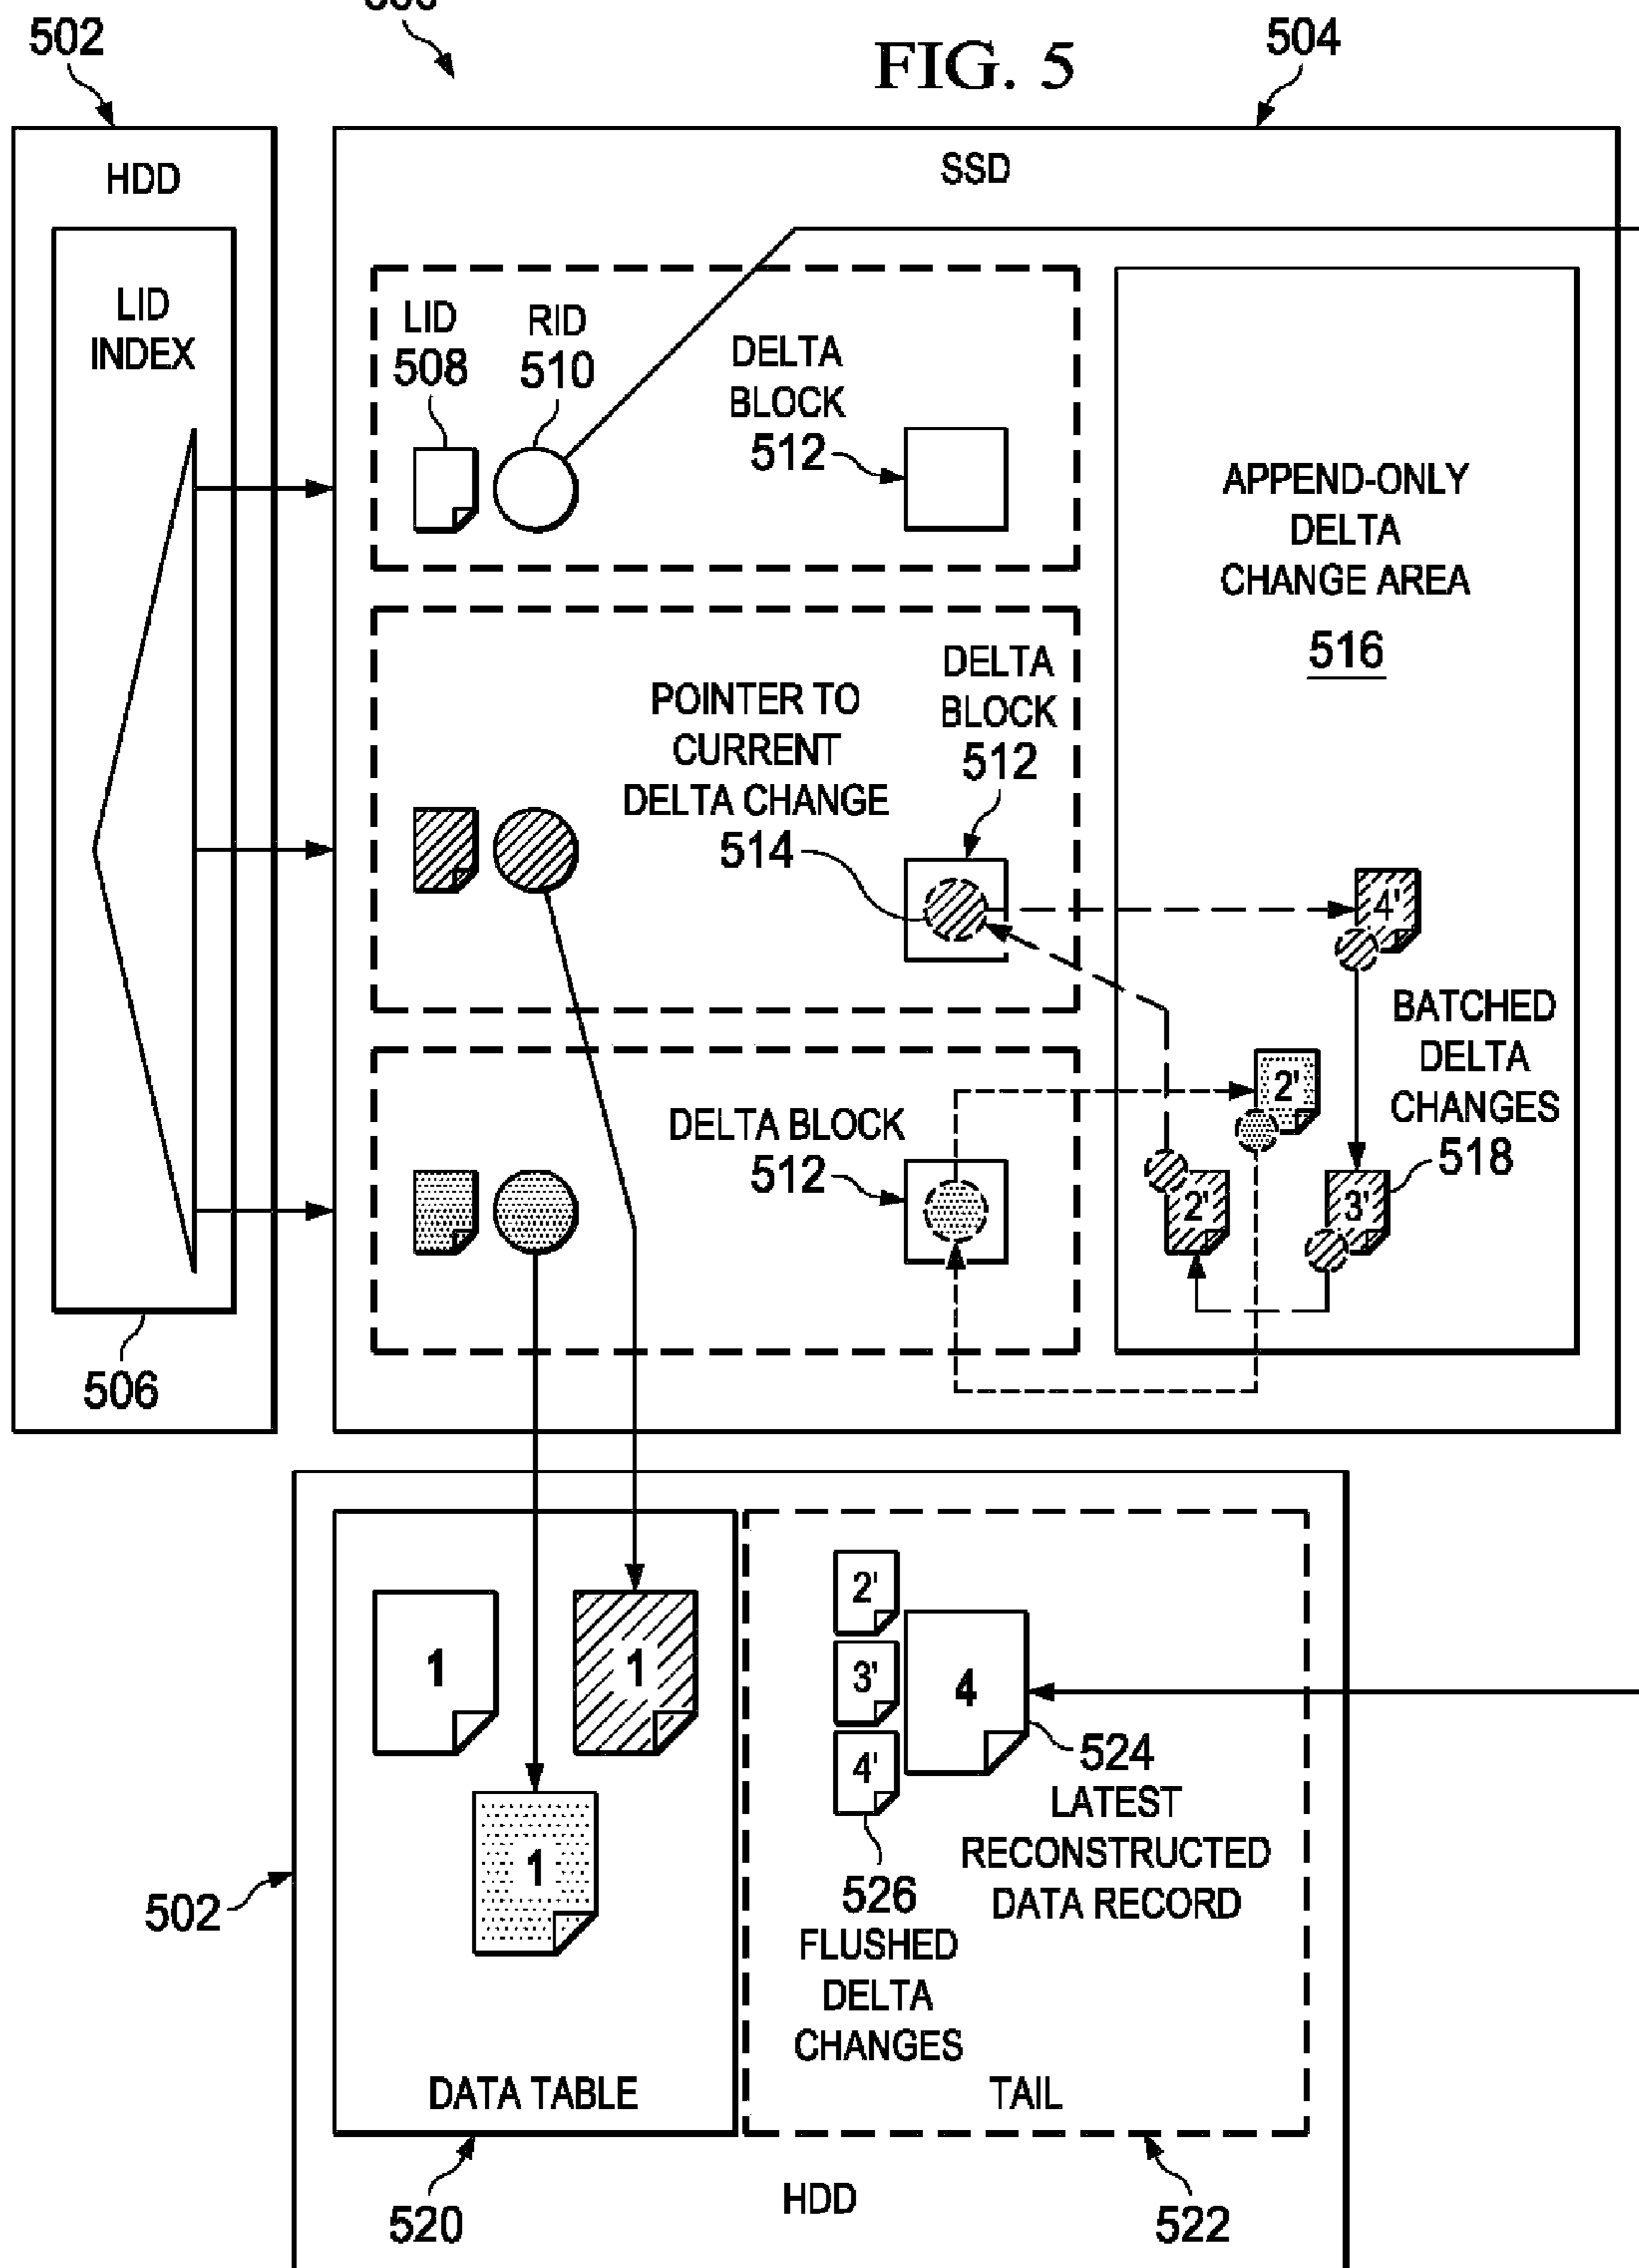 FIG. 5
502
504
HDD
SSD
LID
INDEX
506
LID
508
RID
510
DELTA
BLOCK
512
POINTER TO
CURRENT
DELTA CHANGE
514
DELTA
BLOCK
512
DELTA BLOCK
512
APPEND-ONLY
DELTA
CHANGE AREA
516
4'
BATCHED
DELTA
CHANGES
518
2'
2'
3'
1
1
1
2'
3'
4'
4
524
LATEST
RECONSTRUCTED
DATA RECORD
526
FLUSHED
DELTA
CHANGES
502
DATA TABLE
TAIL
520
HDD
522